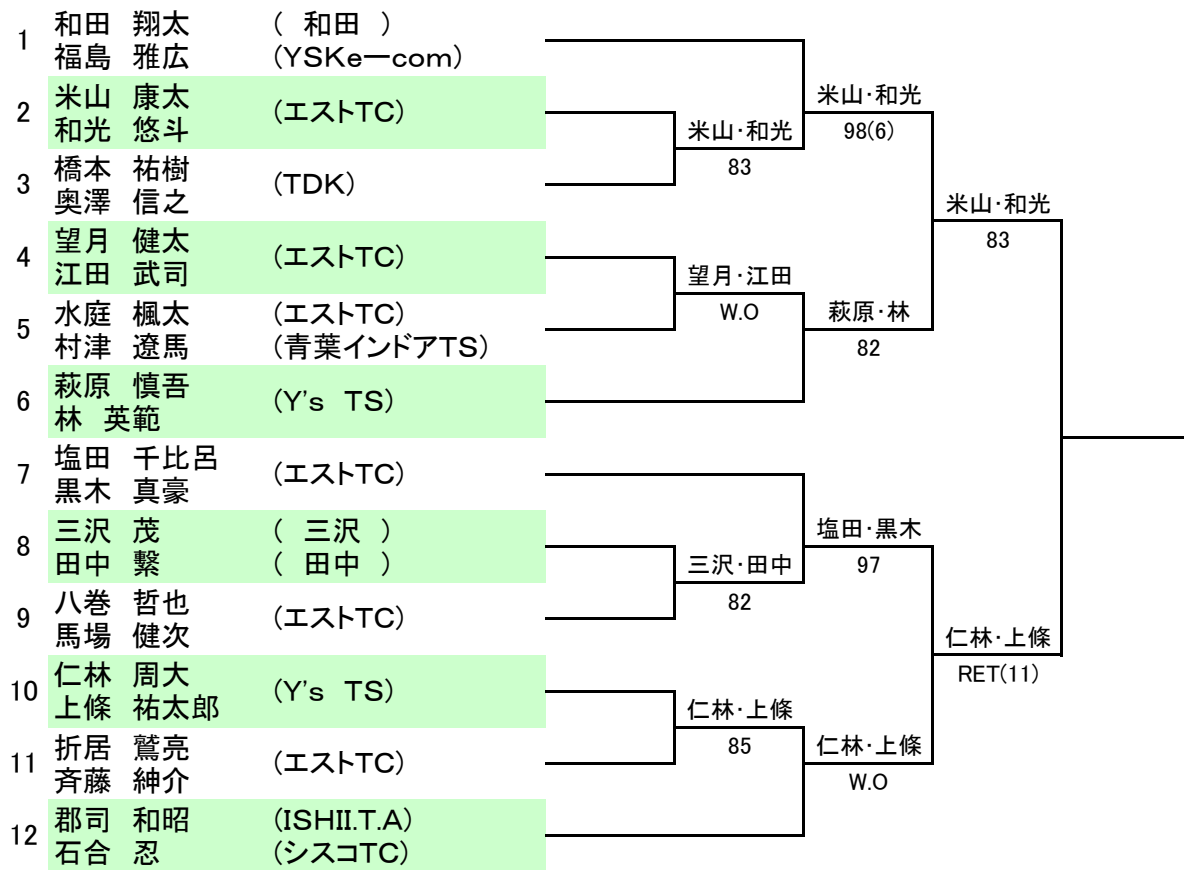 1 和田 翔太 ( 和田 )
福島 雅広 (YSKe－com)
2 米山 康太 (エストTC)
和光 悠斗
3 橋本 祐樹 (TDK)
奥澤 信之
4 望月 健太 (エストTC)
江田 武司
5 水庭 楓太 (エストTC)
村津 遼馬 (青葉インドアTS)
6 萩原 慎吾 (Y's TS)
林 英範
7 塩田 千比呂 (エストTC)
黒木 真豪
8 三沢 茂 ( 三沢 )
田中 繋 ( 田中 )
9 八巻 哲也 (エストTC)
馬場 健次
10 仁林 周大 (Y's TS)
上條 祐太郎
11 折居 鷲亮 (エストTC)
斉藤 紳介
12 郡司 和昭 (ISHII.T.A)
石合 忍 (シスコTC)
米山・和光
83
望月・江田
W.O
三沢・田中
82
仁林・上條
85
米山・和光
98(6)
萩原・林
82
塩田・黒木
97
仁林・上條
W.O
米山・和光
83
仁林・上條
RET(11)